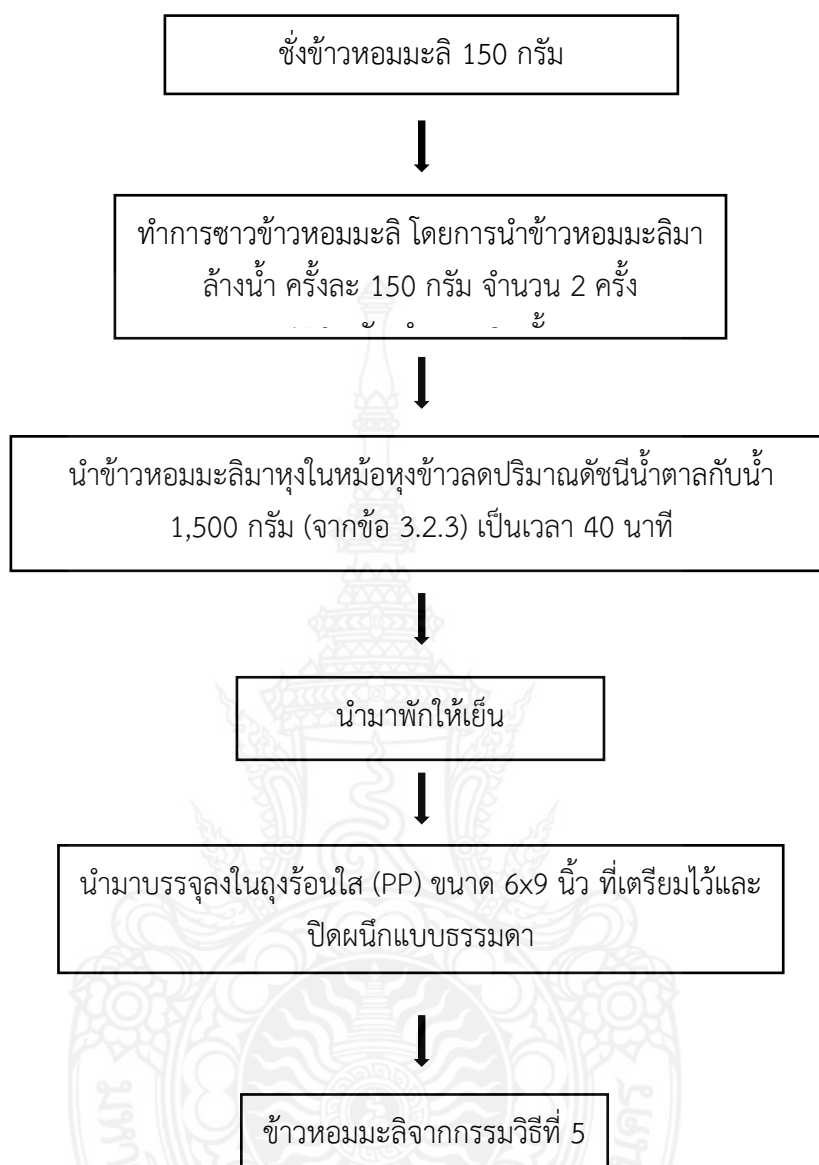 ชั่งข้าวหอมมะลิ 150 กรัม
ทำการซาวข้าวหอมมะลิ โดยการนำข้าวหอมมะลิมา
ล้างน้ำ ครั้งละ 150 กรัม จำนวน 2 ครั้ง
นำข้าวหอมมะลิมาหุงในหม้อหุงข้าวลดปริมาณดัชนีน้ำตาลกับน้ำ
1,500 กรัม (จากข้อ 3.2.3) เป็นเวลา 40 นาที
นำมาพักให้เย็น
นำมาบรรจุลงในถุงร้อนใส (PP) ขนาด 6x9 นิ้ว ที่เตรียมไว้และ
ปิดผนึกแบบธรรมดา
ข้าวหอมมะลิจากกรรมวิธีที่ 5